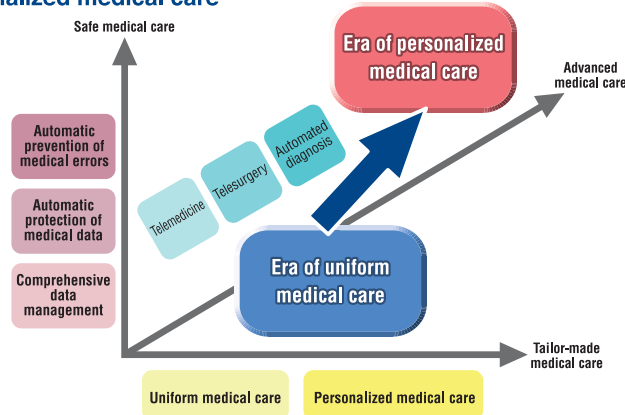 medical care
Safe medical care
Era of personalized
medical care
Advanced
medical care
Automatic
prevention of
medical errors
Automated
diagnosis
Telesurgery
Telemedicine
Automatic
protection of
medical data
Comprehensive
data
management
Era of uniform
medical care
Tailor-made
medical care
Uniform medical care
Personalized medical care